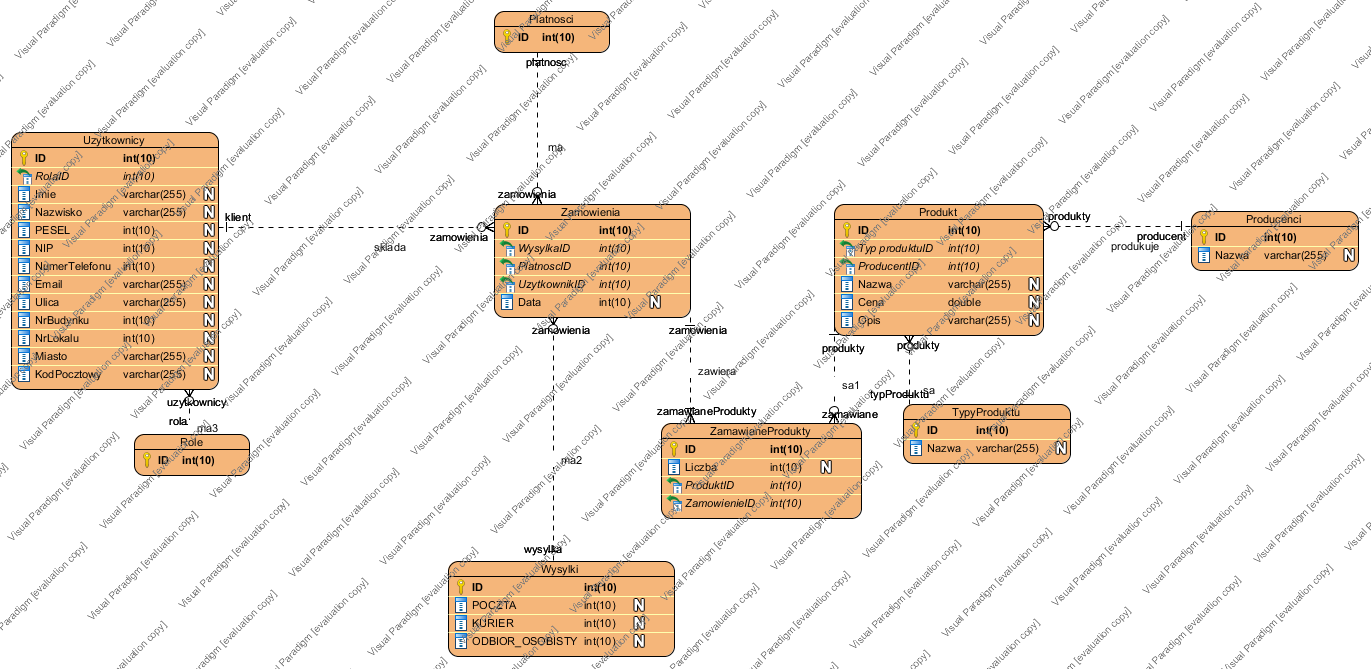 Platnosci
ID int(10)
platnosc
ma
zamowienia
Uzytkownicy
ID int(10)
RolaID int(10)
Imie varchar(255) N
Nazwisko varchar(255) N
PESEL int(10) N
NIP int(10) N
NumerTelefonu int(10) N
Email varchar(255) N
Ulica varchar(255) N
NrBudynku int(10) N
NrLokalu int(10) N
Miasto varchar(255) N
KodPocztowy varchar(255) N
klient
sklada
zamowienia
uzytkownicy
rola
ma3
Role
ID int(10)
Zamowienia
ID int(10)
WysylkaID int(10)
PlatnoscID int(10)
UzytkownikID int(10)
Data int(10) N
zamowienia
zamowienia
zawiera
zamawianeProdukty
ma2
wysylka
Wysylki
ID int(10)
POCZTA int(10) N
KURIER int(10) N
ODBIOR_OSOBISTY int(10) N
ZamawianeProdukty
ID int(10)
Liczba int(10) N
ProduktID int(10)
ZamowienieID int(10)
Produkt
ID int(10)
Typ produktuID int(10)
ProducentID int(10)
Nazwa varchar(255) N
Cena double N
Opis varchar(255) N
produkty
producent
produkuje
Producenci
ID int(10)
Nazwa varchar(255) N
produkty
sa1
zamawiane
produkty
sa
typProduktu
TypyProduktu
ID int(10)
Nazwa varchar(255) N
Visual Paradigm [evaluation copy]